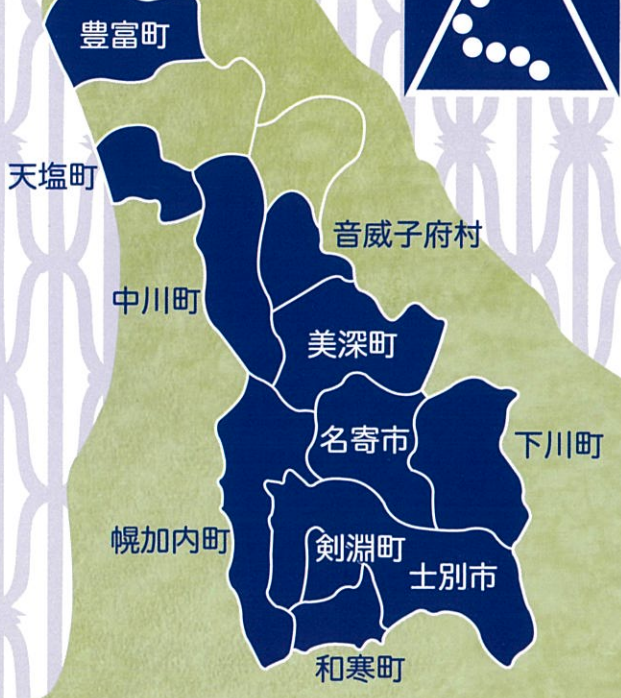 豊富町
天塩町
音威子府村
中川町
美深町
名寄市
下川町
幌加内町
剣淵町
士別市
和寒町